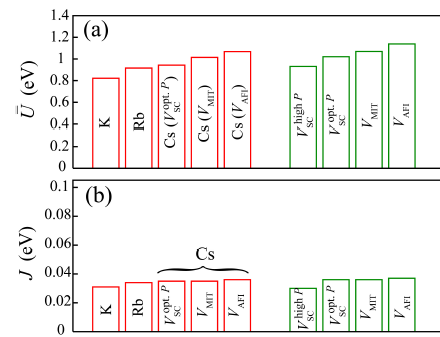 (a)
Ū̄ (eV)
1.4
1.2
1
0.8
0.6
0.4
0.2
0
K
Rb
Cs (V_SC^opt. P)
Cs (V_MIT)
Cs (V_AFI)
V_SC^high P
V_SC^opt. P
V_MIT
V_AFI
(b)
J (eV)
0.1
0.08
0.06
0.04
0.02
0
Cs
K
Rb
V_SC^opt. P
V_MIT
V_AFI
V_SC^high P
V_SC^opt. P
V_MIT
V_AFI